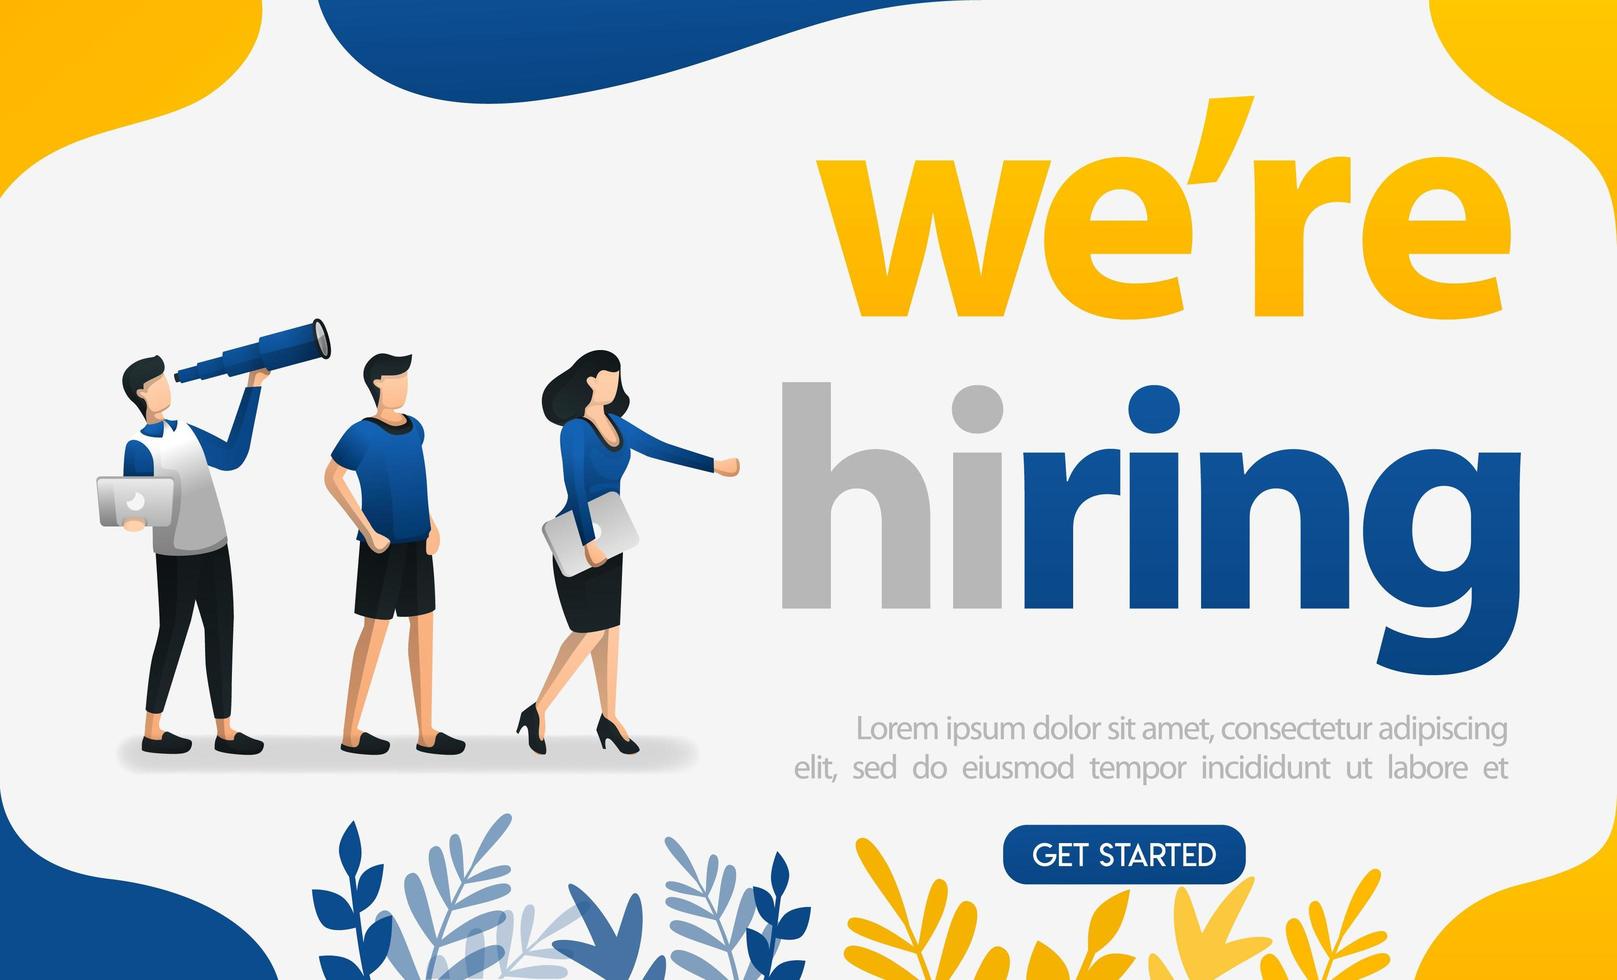 we're
hiring
Lorem ipsum dolor sit amet, consectetur adipiscing
elit, sed do eiusmod tempor incididunt ut labore et
GET STARTED